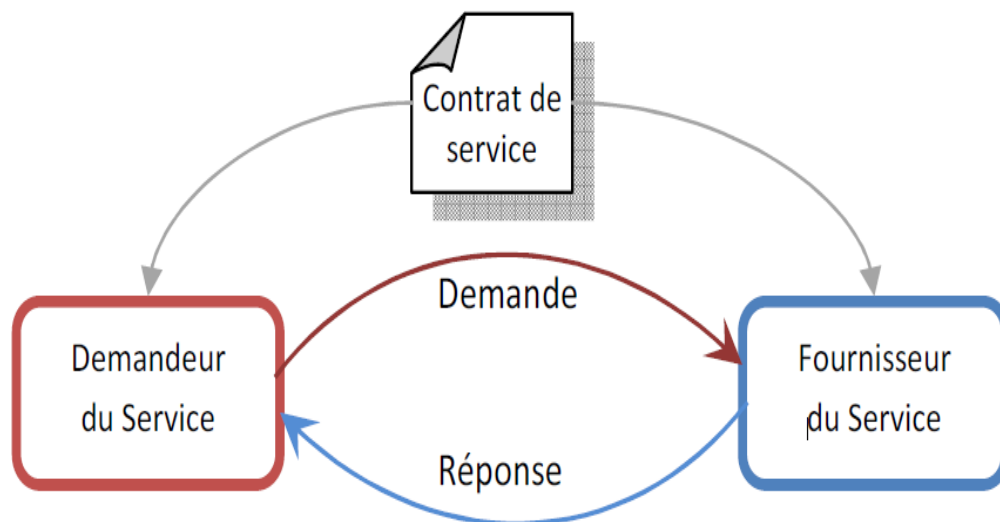 Contrat de
service
Demande
Demandeur
du Service
Fournisseur
du Service
Réponse